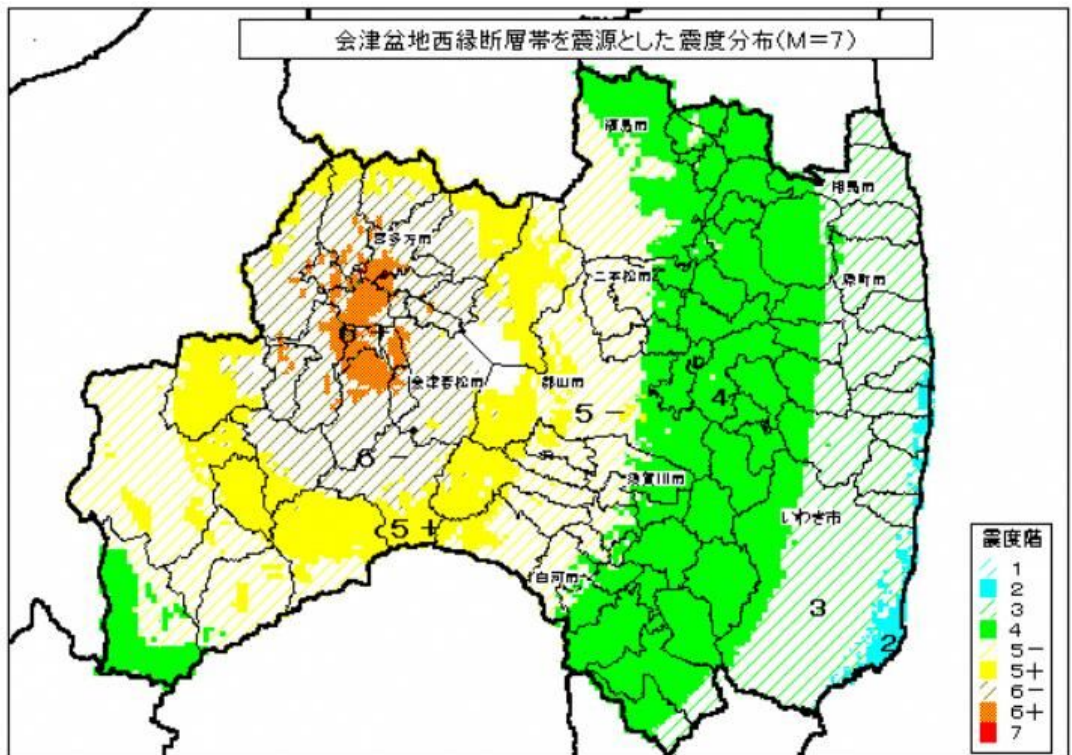 会津盆地西縁断層帯を震源とした震度分布(M=7)
福島市
相馬市
喜多方市
二本松市
原町市
6+
会津若松市
郡山市
4
5-
6-
須賀川市
いわき市
5+
白河市
3
2
震度階
1
2
3
4
5-
5+
6-
6+
7